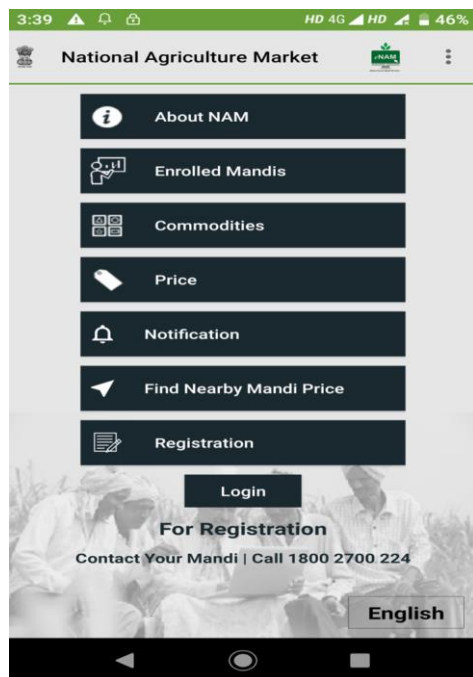 3:39 HD 4G HD 46%
National Agriculture Market
eNAM
About NAM
Enrolled Mandis
Commodities
Price
Notification
Find Nearby Mandi Price
Registration
Login
For Registration
Contact Your Mandi | Call 1800 2700 224
English